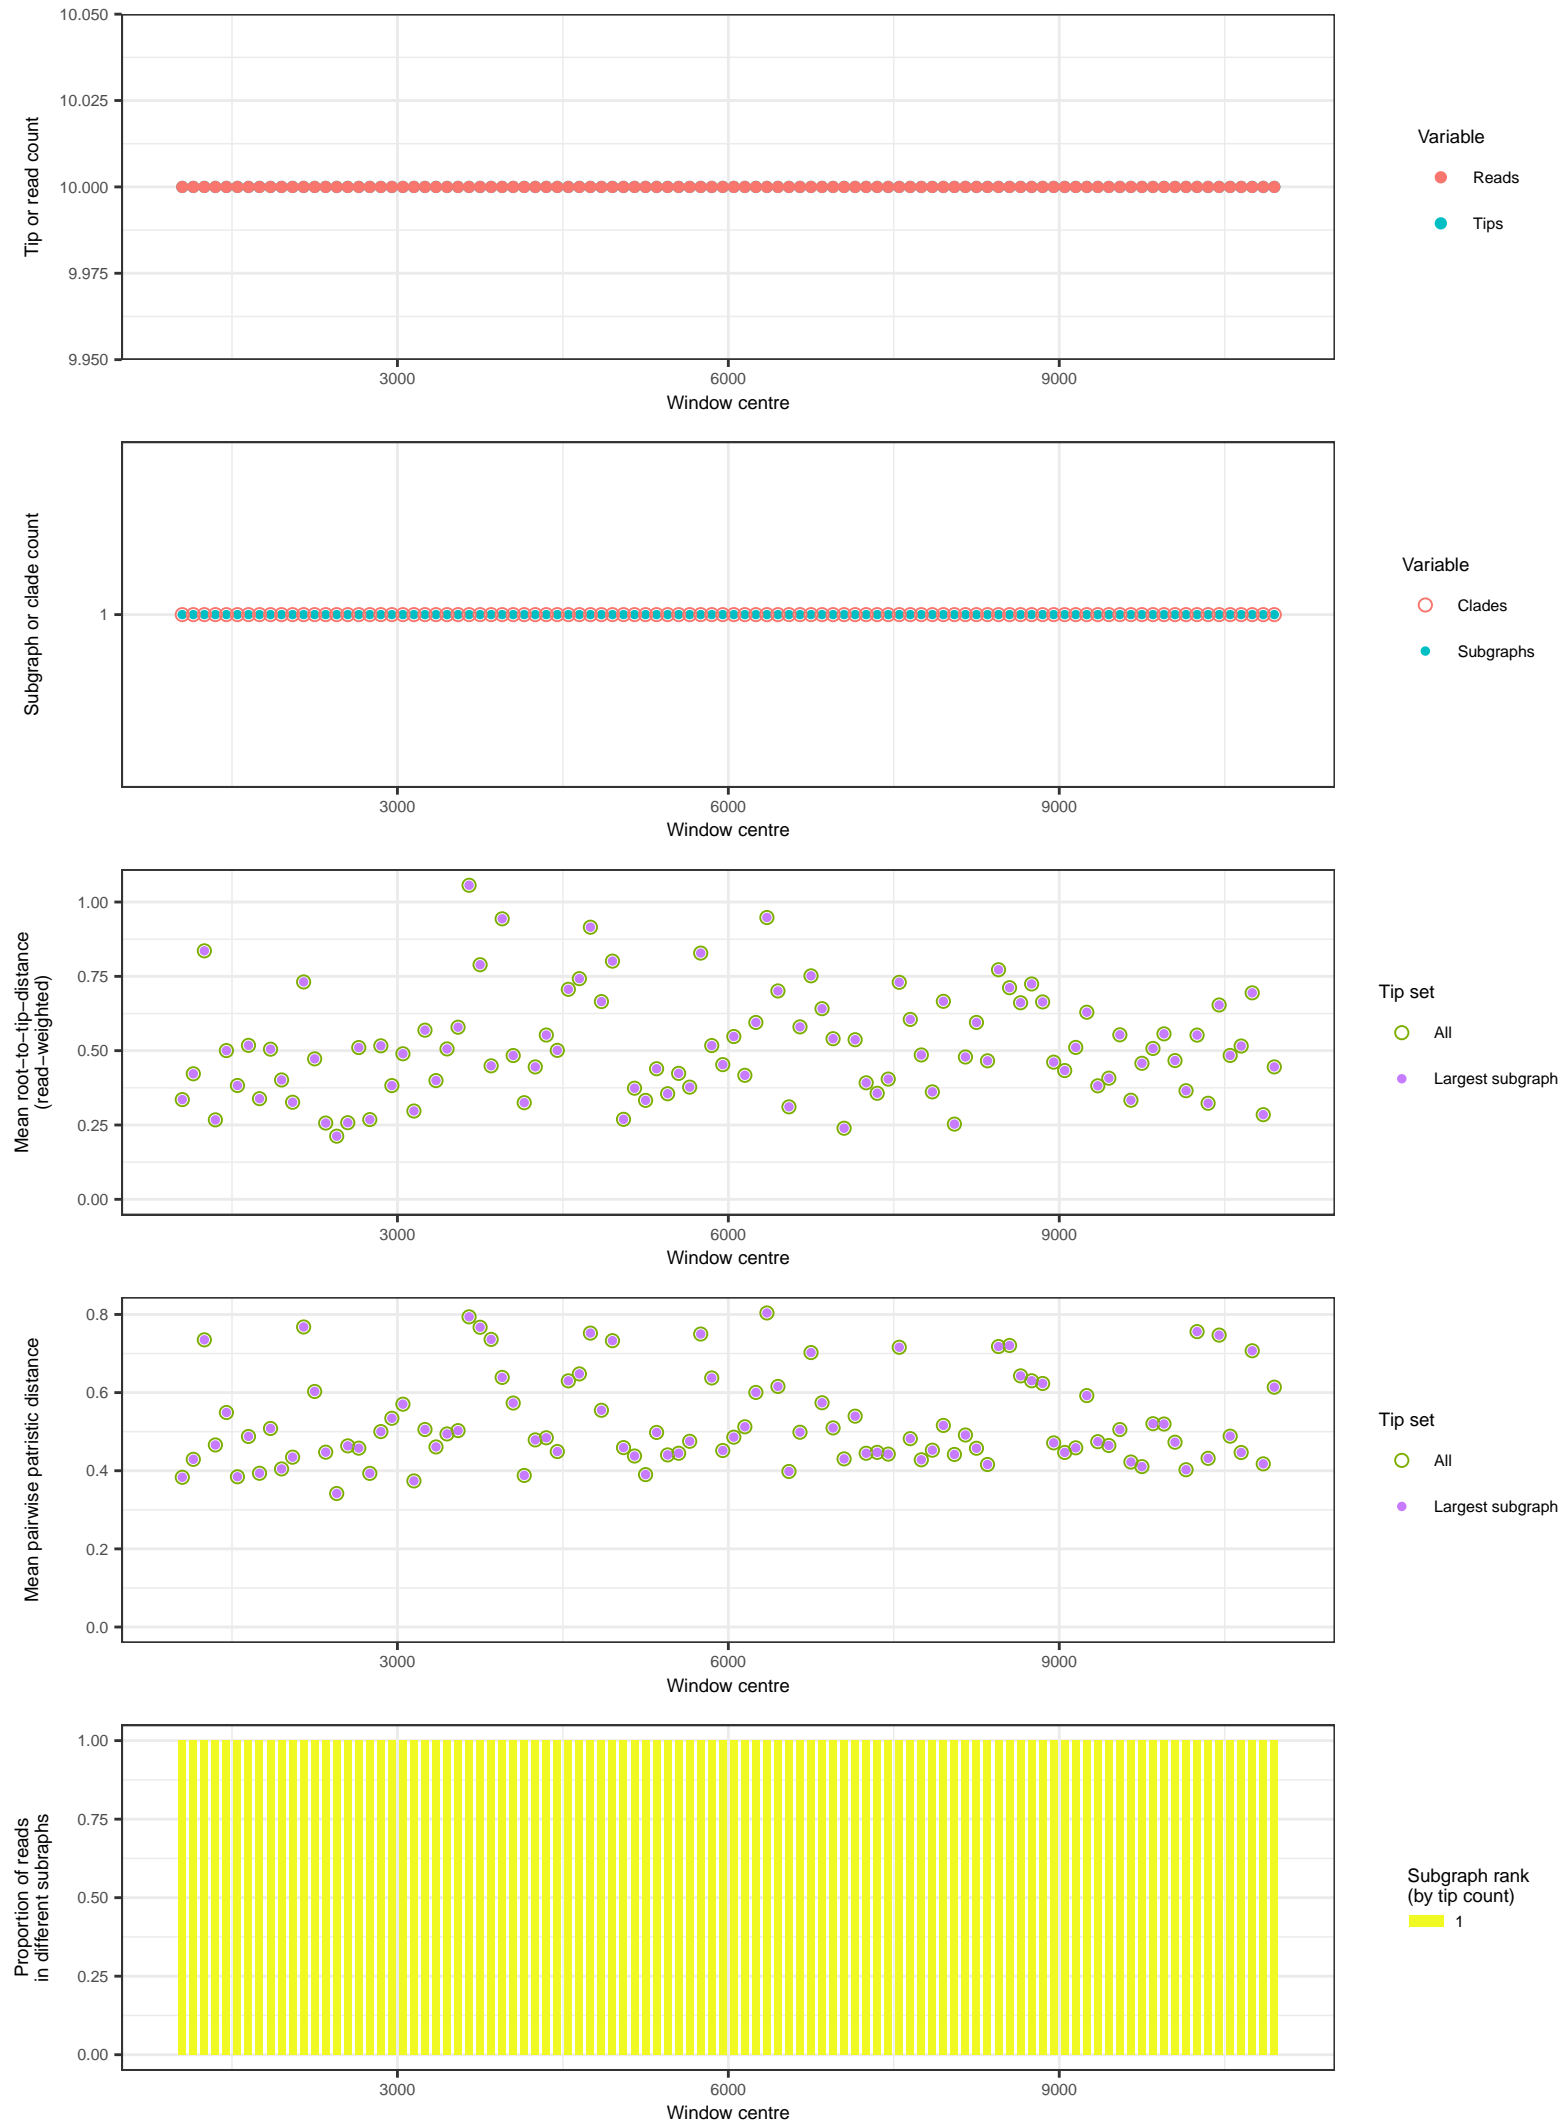 10.050
10.025
10.000
9.975
9.950
Tip or read count
3000
6000
9000
Window centre
Variable
Reads
Tips
1
Subgraph or clade count
3000
6000
9000
Window centre
Variable
Clades
Subgraphs
1.00
0.75
0.50
0.25
0.00
Mean root−to−tip−distance
(read−weighted)
3000
6000
9000
Window centre
Tip set
All
Largest subgraph
0.8
0.6
0.4
0.2
0.0
Mean pairwise patristic distance
3000
6000
9000
Window centre
Tip set
All
Largest subgraph
1.00
0.75
0.50
0.25
0.00
Proportion of reads
in different subraphs
3000
6000
9000
Window centre
Subgraph rank
(by tip count)
1